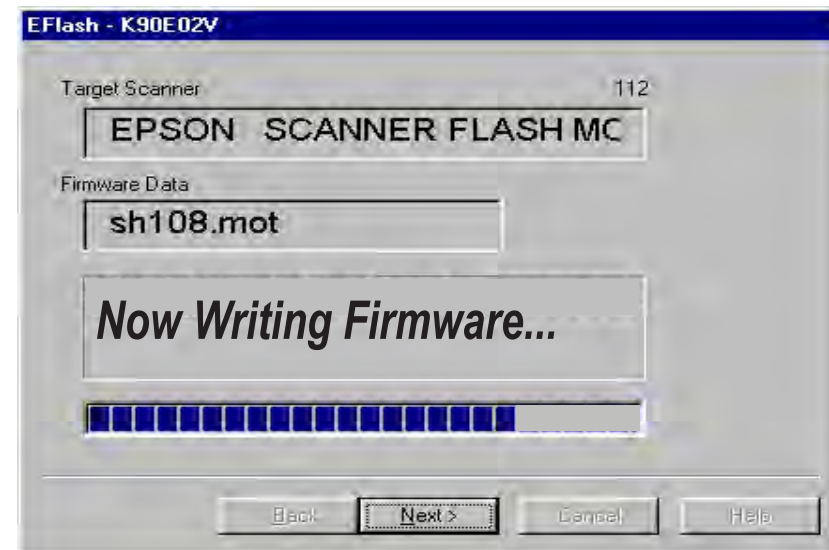 EFlash - K90E02V
Target Scanner 112
EPSON SCANNER FLASH MO
Firmware Data
sh108.mot
Now Writing Firmware...
Back Next > Cancel Help